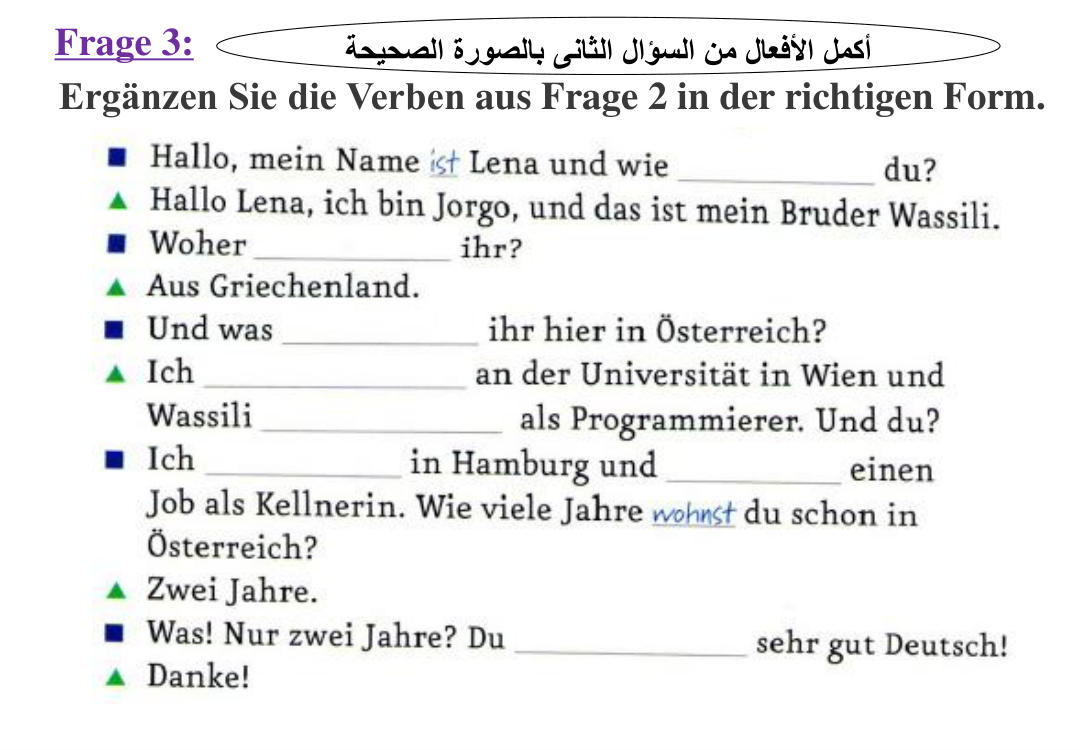 Frage 3:
أكمل الأفعال من السؤال الثانى بالصورة الصحيحة
Ergänzen Sie die Verben aus Frage 2 in der richtigen Form.
■ Hallo, mein Name ist Lena und wie ____________ du?
▲ Hallo Lena, ich bin Jorgo, und das ist mein Bruder Wassili.
■ Woher ____________ ihr?
▲ Aus Griechenland.
■ Und was ____________ ihr hier in Österreich?
▲ Ich ________________ an der Universität in Wien und
Wassili _______________ als Programmierer. Und du?
■ Ich ____________ in Hamburg und ___________ einen
Job als Kellnerin. Wie viele Jahre wohnst du schon in
Österreich?
▲ Zwei Jahre.
■ Was! Nur zwei Jahre? Du ______________ sehr gut Deutsch!
▲ Danke!